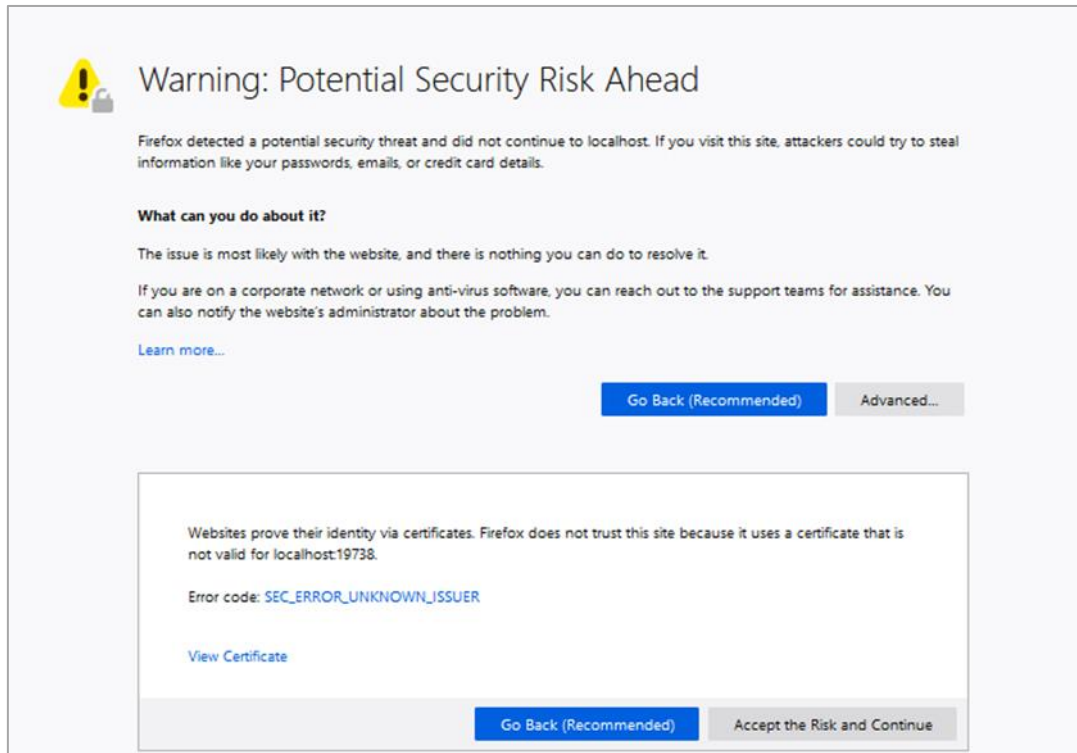 Warning: Potential Security Risk Ahead
Firefox detected a potential security threat and did not continue to localhost. If you visit this site, attackers could try to steal
information like your passwords, emails, or credit card details.
What can you do about it?
The issue is most likely with the website, and there is nothing you can do to resolve it.
If you are on a corporate network or using anti-virus software, you can reach out to the support teams for assistance. You
can also notify the website's administrator about the problem.
Learn more...
Go Back (Recommended) Advanced...
Websites prove their identity via certificates. Firefox does not trust this site because it uses a certificate that is
not valid for localhost:19738.
Error code: SEC_ERROR_UNKNOWN_ISSUER
View Certificate
Go Back (Recommended) Accept the Risk and Continue